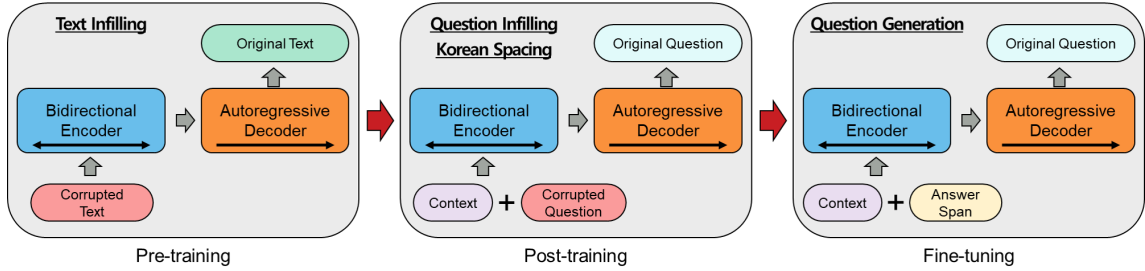 Text Infilling
Original Text
Bidirectional
Encoder
Autoregressive
Decoder
Corrupted
Text
Pre-training
Question Infilling
Korean Spacing
Original Question
Bidirectional
Encoder
Autoregressive
Decoder
Context
+
Corrupted
Question
Post-training
Question Generation
Original Question
Bidirectional
Encoder
Autoregressive
Decoder
Context
+
Answer
Span
Fine-tuning